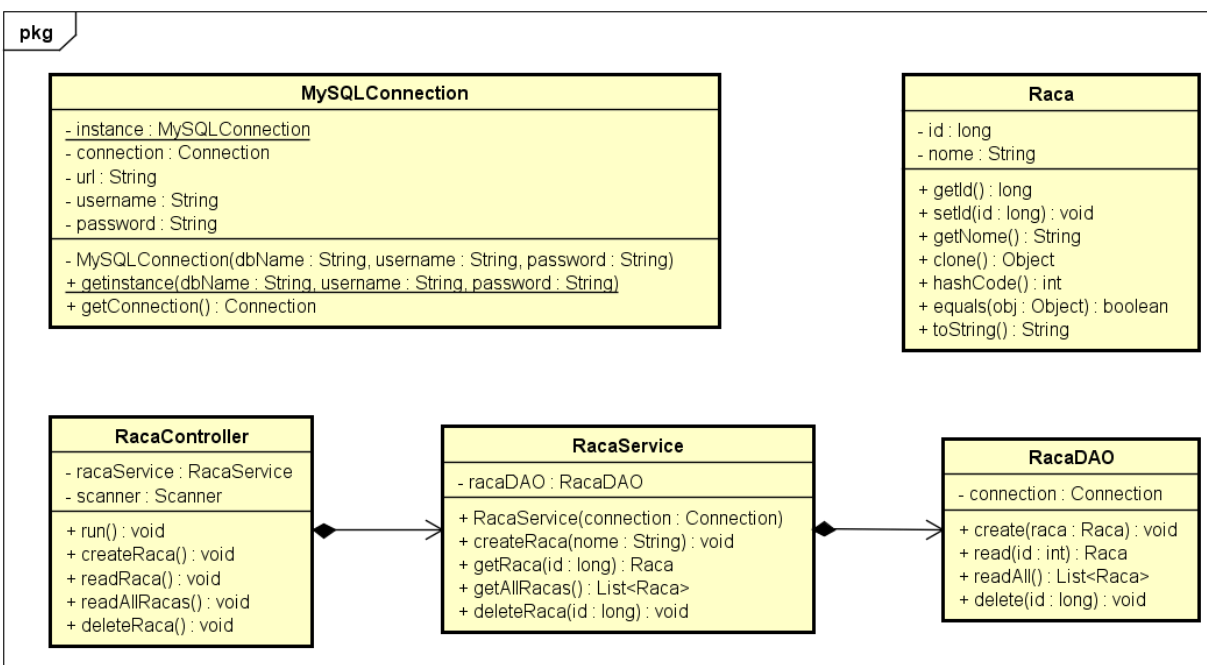 pkg
MySQLConnection
- instance : MySQLConnection
- connection : Connection
- url : String
- username : String
- password : String
- MySQLConnection(dbName : String, username : String, password : String)
+ getinstance(dbName : String, username : String, password : String)
+ getConnection() : Connection
Raca
- id : long
- nome : String
+ getId() : long
+ setId(id : long) : void
+ getNome() : String
+ clone() : Object
+ hashCode() : int
+ equals(obj : Object) : boolean
+ toString() : String
RacaController
- racaService : RacaService
- scanner : Scanner
+ run() : void
+ createRaca() : void
+ readRaca() : void
+ readAllRacas() : void
+ deleteRaca() : void
RacaService
- racaDAO : RacaDAO
+ RacaService(connection : Connection)
+ createRaca(nome : String) : void
+ getRaca(id : long) : Raca
+ getAllRacas() : List<Raca>
+ deleteRaca(id : long) : void
RacaDAO
- connection : Connection
+ create(raca : Raca) : void
+ read(id : int) : Raca
+ readAll() : List<Raca>
+ delete(id : long) : void